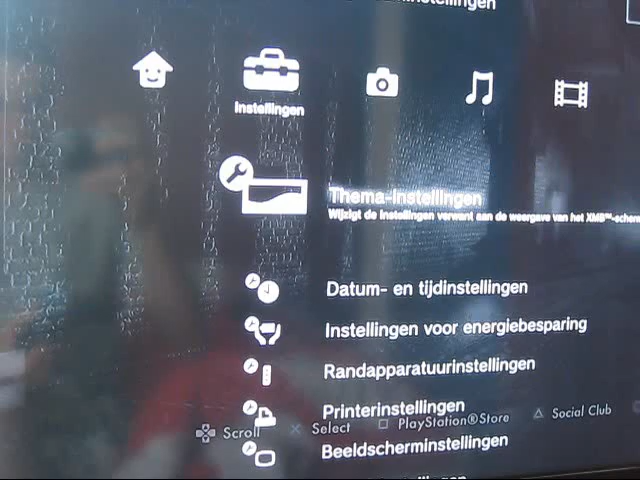 instellingen
Instellingen
Thema-instellingen
Wijzigt de instellingen verwant aan de weergave van het XMB™-scherm
Datum- en tijdinstellingen
Instellingen voor energiebesparing
Randapparatuurinstellingen
Printerinstellingen
Scroll Select PlayStation®Store Social Club
Beeldscherminstellingen